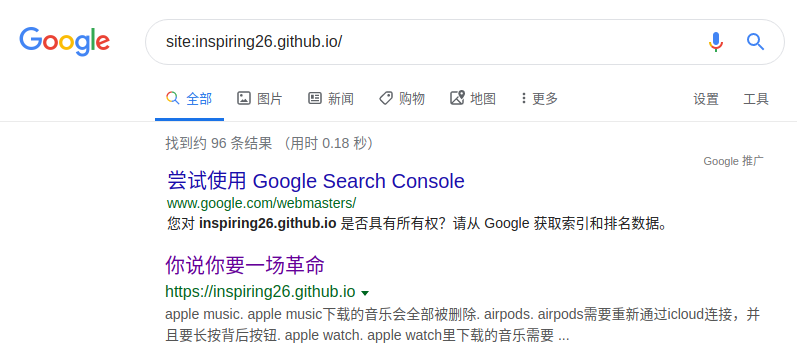 Google
site:inspiring26.github.io/
全部 图片 新闻 购物 地图 更多 设置 工具
找到约 96 条结果 （用时 0.18 秒）
Google 推广
尝试使用 Google Search Console
www.google.com/webmasters/
您对 inspiring26.github.io 是否具有所有权？请从 Google 获取索引和排名数据。
你说你要一场革命
https://inspiring26.github.io
apple music. apple music下载的音乐会全部被删除. airpods. airpods需要重新通过icloud连接，并
且要长按背后按钮. apple watch. apple watch里下载的音乐需要 ...